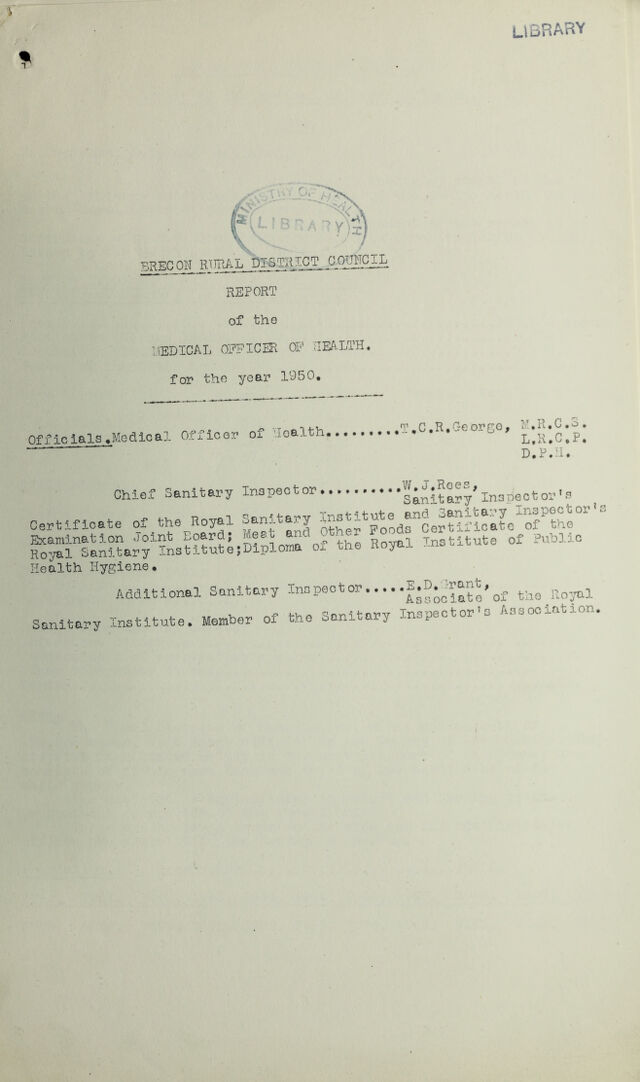 LIBRARY
MINISTRY OF HEALTH
LIBRARY
BRECON RURAL DISTRICT COUNCIL
REPORT
of the
MEDICAL OFFICER OF HEALTH.
for the year 1950.
Officials.Medical Officer of Health.........T.C.R.George, M.R.C.S.
L.R.C.P.
D.P.H.
Chief Sanitary Inspector..........W.J.Rees,
Sanitary Inspector's
Certificate of the Royal Sanitary Institute and Sanitary Inspector's
Examination Joint Board; Meat and Other Foods Certificate of the
Royal Sanitary Institute;Diploma of the Royal Institute of Public
Health Hygiene.
Additional Sanitary Inspector.....E.D.Grant,
Associate of the Royal
Sanitary Institute. Member of the Sanitary Inspector's Association.